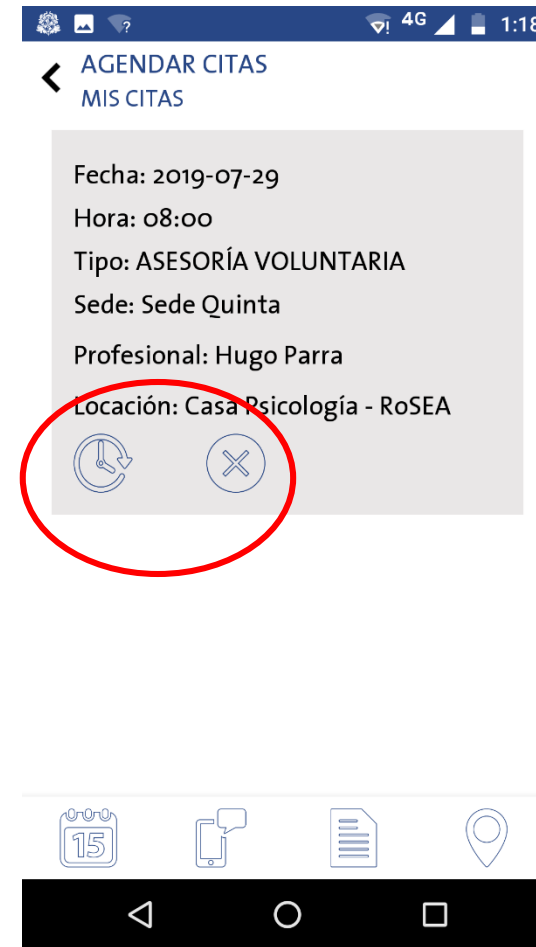 4G 1:18
AGENDAR CITAS
MIS CITAS
Fecha: 2019-07-29
Hora: 08:00
Tipo: ASESORÍA VOLUNTARIA
Sede: Sede Quinta
Profesional: Hugo Parra
Locación: Casa Psicología - RoSEA
15